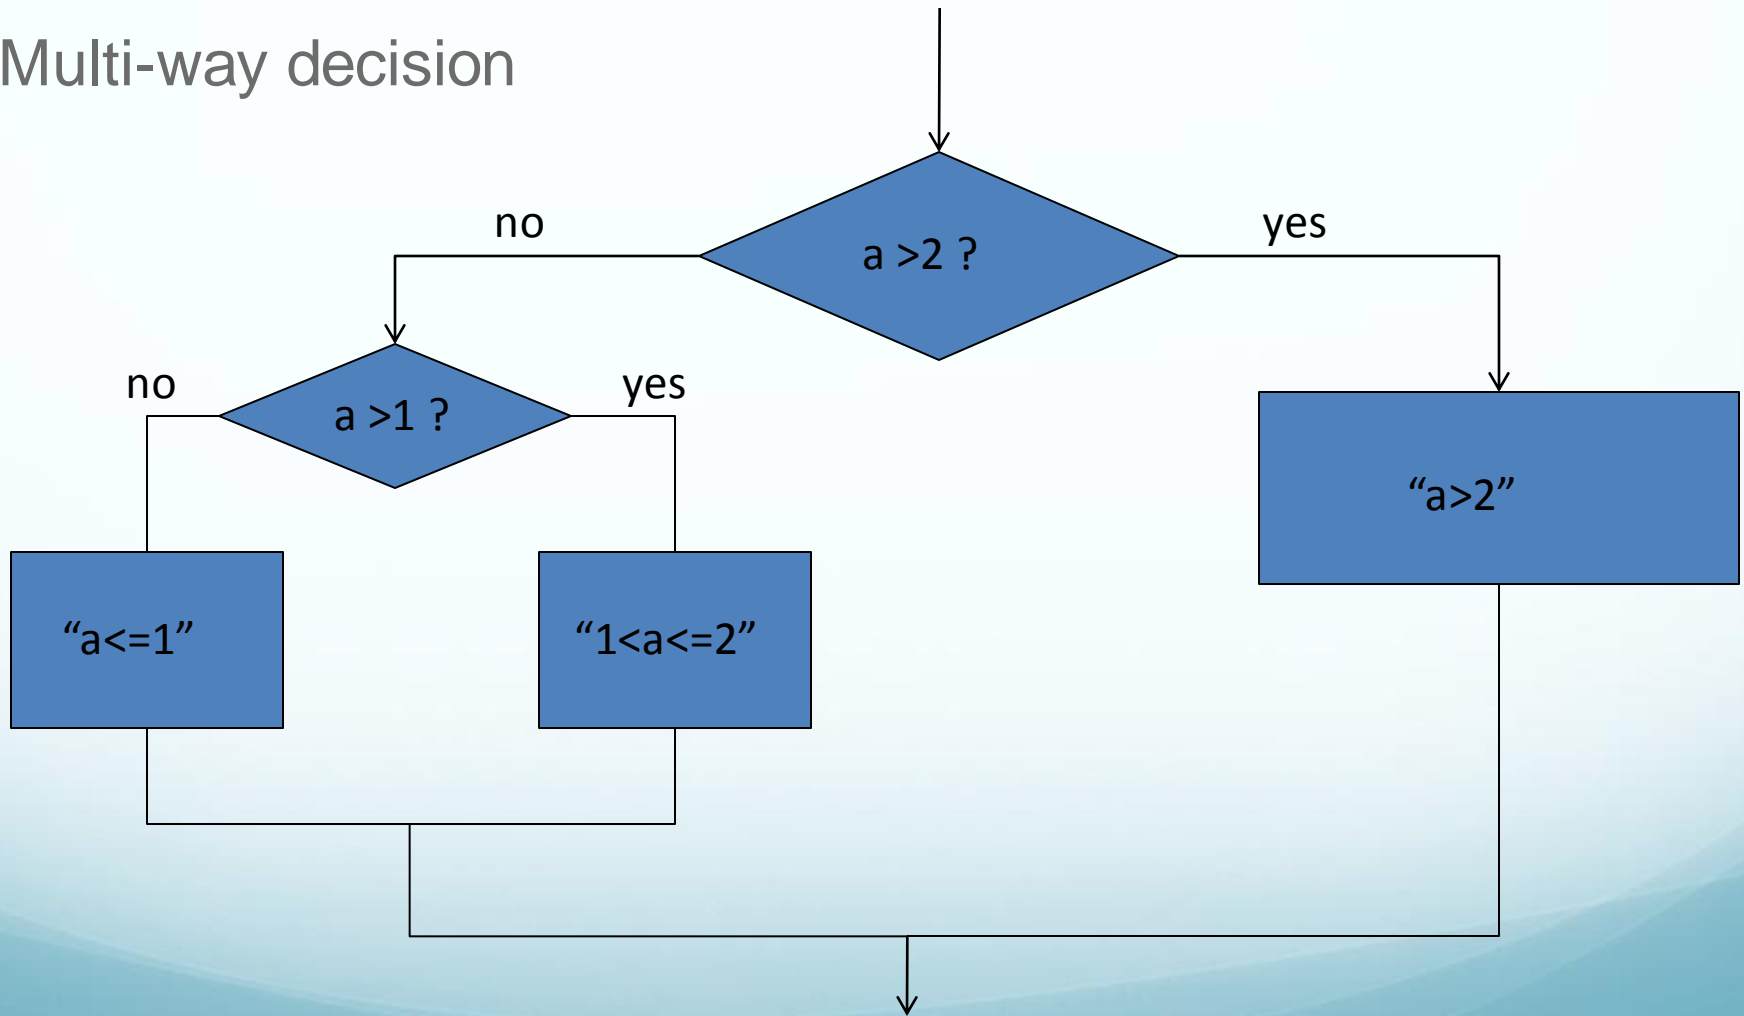 Multi-way decision
no
yes
a >2 ?
no
yes
a >1 ?
“a>2”
“a<=1”
“1<a<=2”